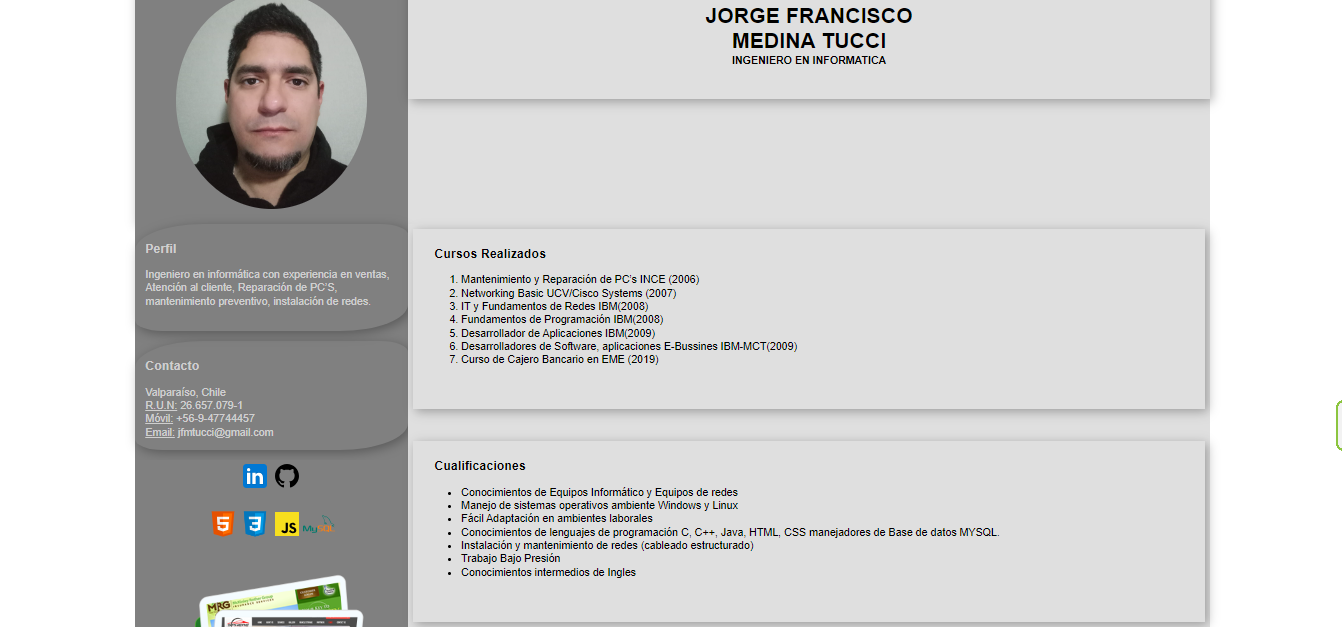 JORGE FRANCISCO
MEDINA TUCCI
INGENIERO EN INFORMATICA
Perfil
Ingeniero en informática con experiencia en ventas,
Atención al cliente, Reparación de PC'S,
mantenimiento preventivo, instalación de redes.
Contacto
Valparaíso, Chile
R.U.N: 26.657.079-1
Móvil: +56-9-47744457
Email: jfmtucci@gmail.com
in
5
3
JS
MySQL
MRG
Cursos Realizados
1. Mantenimiento y Reparación de PC's INCE (2006)
2. Networking Basic UCV/Cisco Systems (2007)
3. IT y Fundamentos de Redes IBM(2008)
4. Fundamentos de Programación IBM(2008)
5. Desarrollador de Aplicaciones IBM(2009)
6. Desarrolladores de Software, aplicaciones E-Bussines IBM-MCT(2009)
7. Curso de Cajero Bancario en EME (2019)
Cualificaciones
• Conocimientos de Equipos Informático y Equipos de redes
• Manejo de sistemas operativos ambiente Windows y Linux
• Fácil Adaptación en ambientes laborales
• Conocimientos de lenguajes de programación C, C++, Java, HTML, CSS manejadores de Base de datos MYSQL.
• Instalación y mantenimiento de redes (cableado estructurado)
• Trabajo Bajo Presión
• Conocimientos intermedios de Ingles